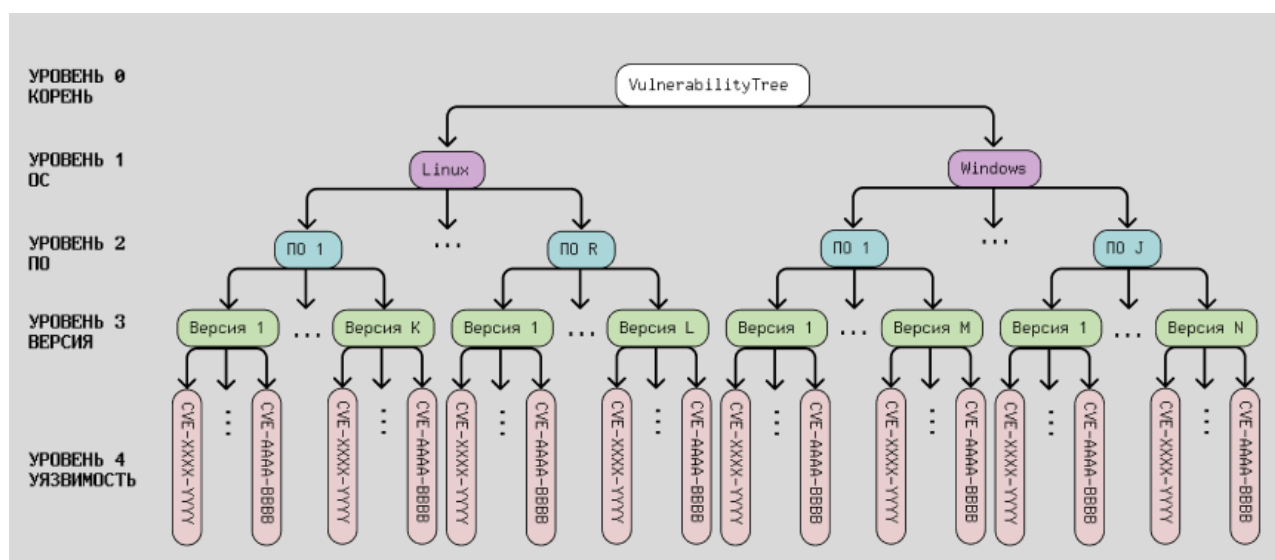 УРОВЕНЬ 0
КОРЕНЬ
VulnerabilityTree
УРОВЕНЬ 1
ОС
Linux
Windows
УРОВЕНЬ 2
ПО
ПО 1
...
ПО R
ПО 1
...
ПО J
УРОВЕНЬ 3
ВЕРСИЯ
Версия 1
...
Версия K
Версия 1
...
Версия L
Версия 1
...
Версия M
Версия 1
...
Версия N
УРОВЕНЬ 4
УЯЗВИМОСТЬ
CVE-XXXX-YYYY
...
CVE-AAAA-BBBB
CVE-XXXX-YYYY
...
CVE-AAAA-BBBB
CVE-XXXX-YYYY
...
CVE-AAAA-BBBB
CVE-XXXX-YYYY
...
CVE-AAAA-BBBB
CVE-XXXX-YYYY
...
CVE-AAAA-BBBB
CVE-XXXX-YYYY
...
CVE-AAAA-BBBB
CVE-XXXX-YYYY
...
CVE-AAAA-BBBB
CVE-XXXX-YYYY
...
CVE-AAAA-BBBB